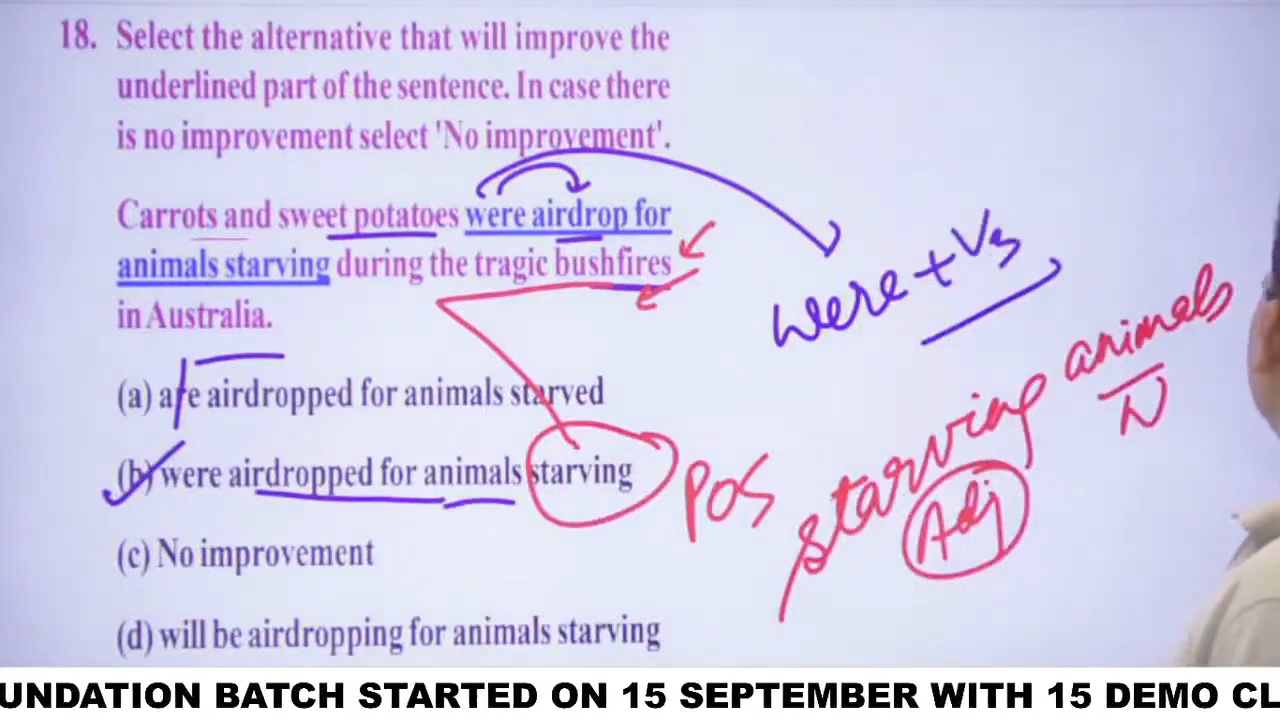 18. Select the alternative that will improve the
underlined part of the sentence. In case there
is no improvement select 'No improvement'.
Carrots and sweet potatoes were airdrop for
animals starving during the tragic bushfires
in Australia.
(a) are airdropped for animals starved
(b) were airdropped for animals starving
(c) No improvement
(d) will be airdropping for animals starving
were + V3
POS
starving animals
Adj
N
UNDATION BATCH STARTED ON 15 SEPTEMBER WITH 15 DEMO CL